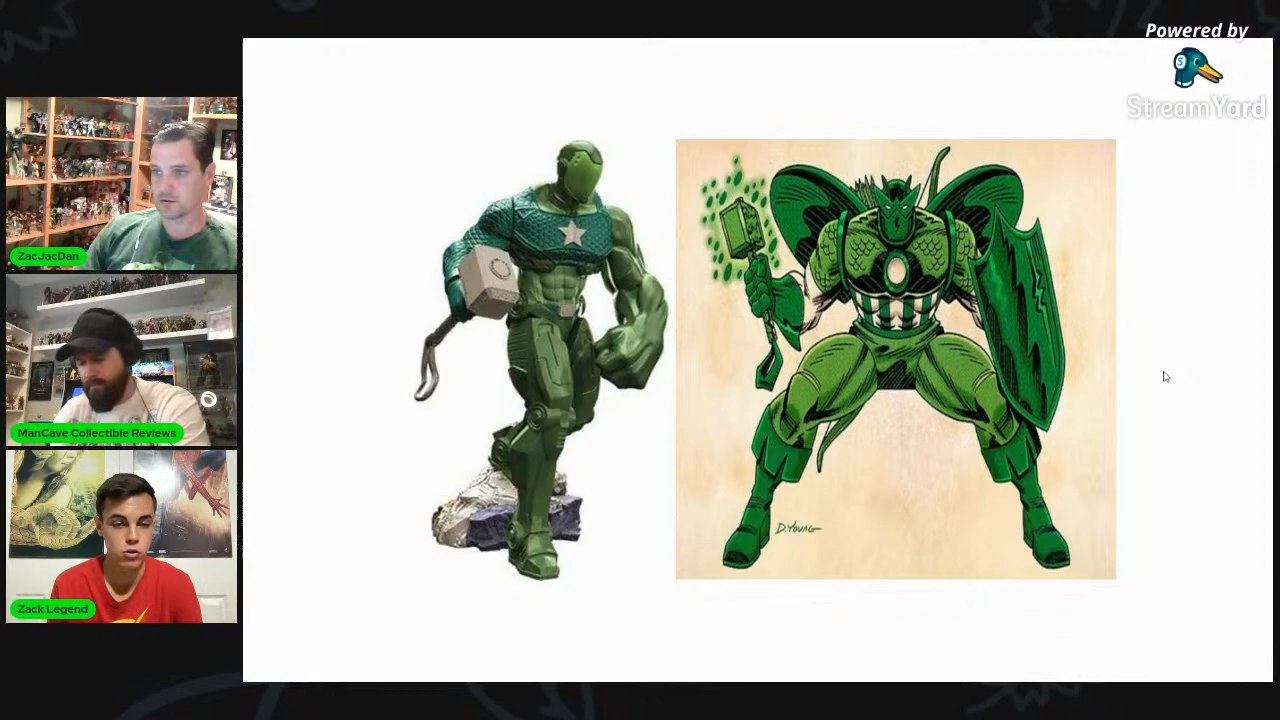 Powered by
S
StreamYard
ZacJacDan
ManCave Collectible Reviews
Zack Legend
D.YOUNG